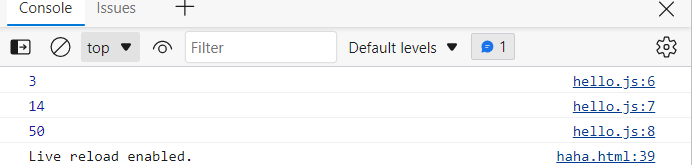 Console Issues
top Filter Default levels 1
3 hello.js:6
14 hello.js:7
50 hello.js:8
Live reload enabled. haha.html:39